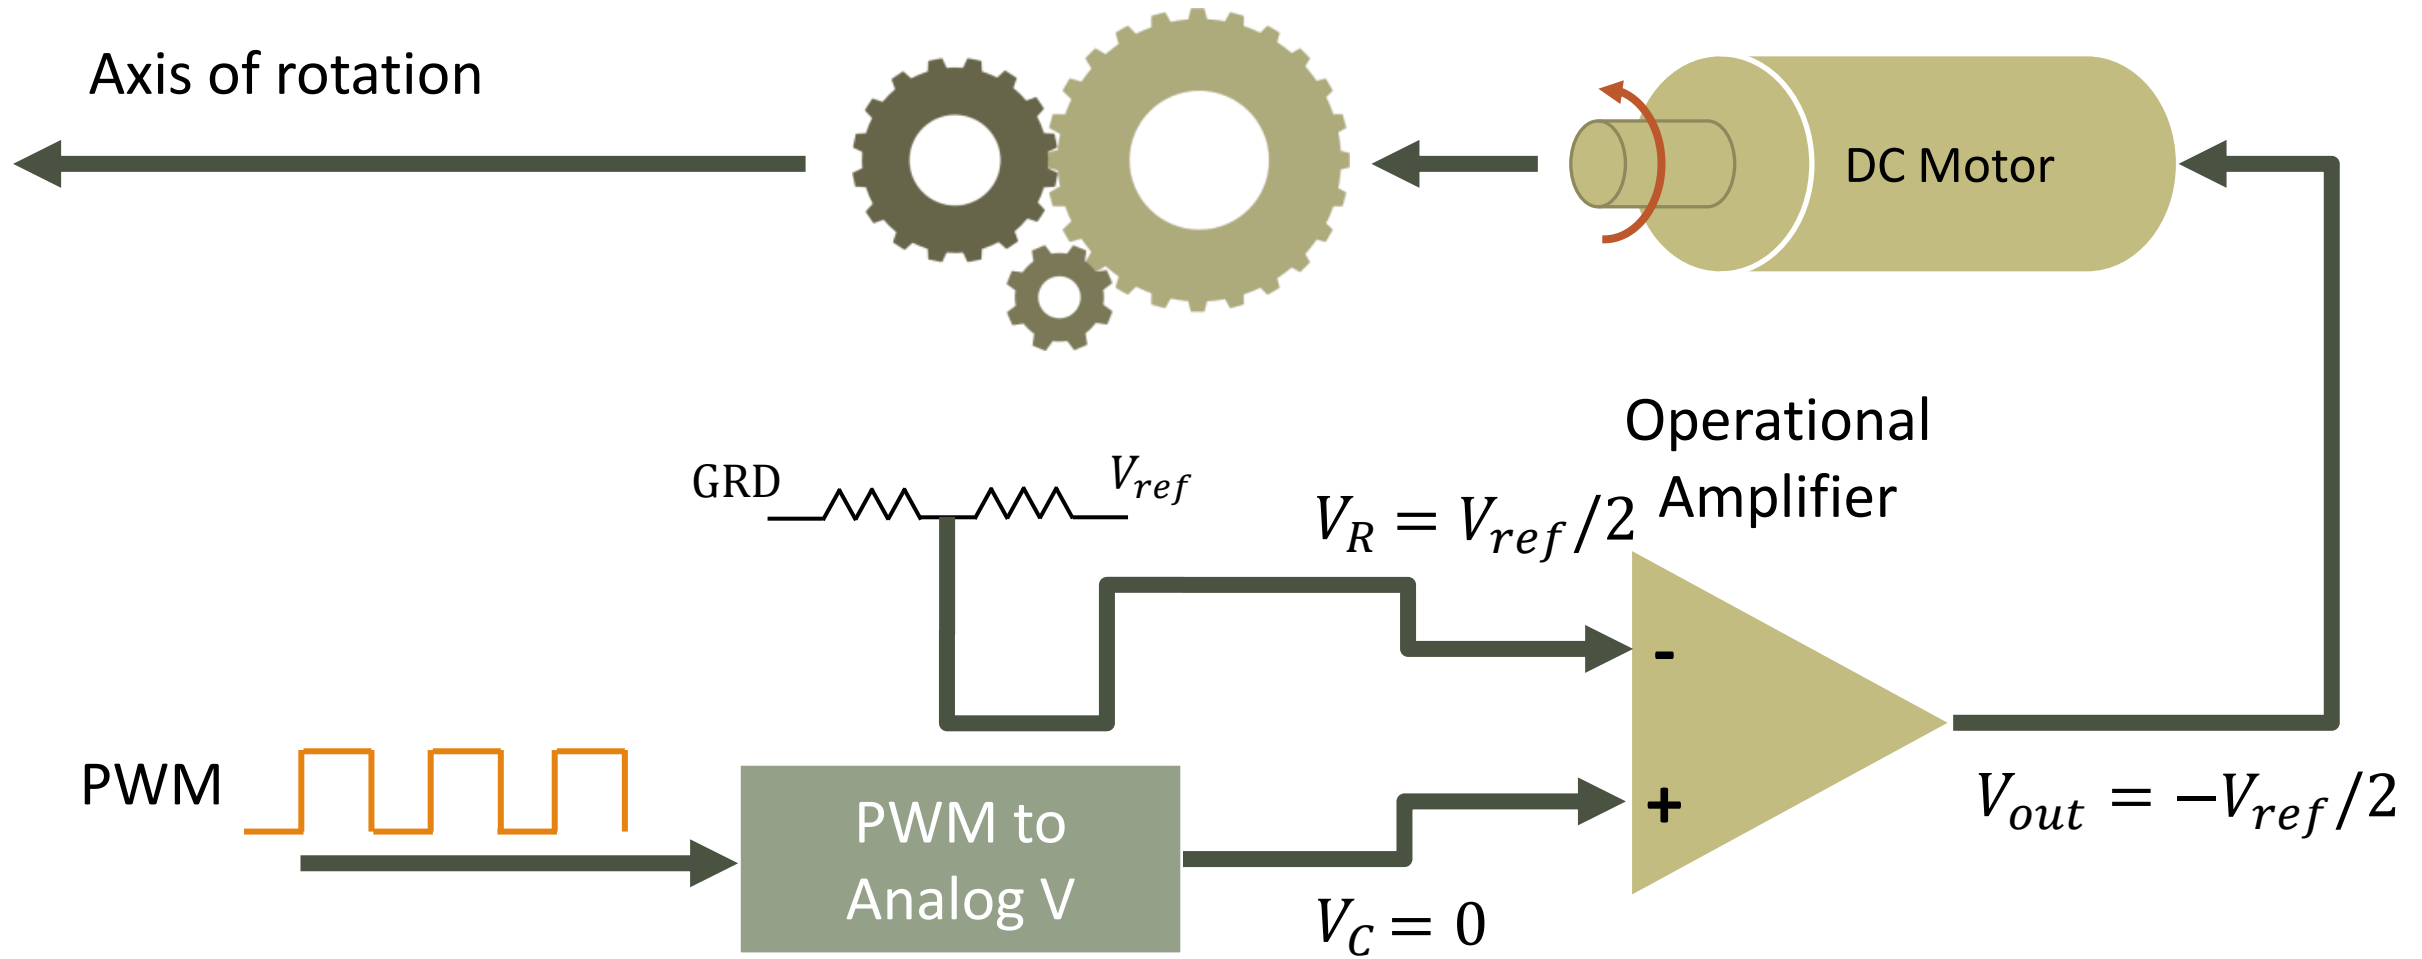 Axis of rotation
DC Motor
Operational
Amplifier
GRD
V_ref
V_R = V_ref/2
-
+
PWM
PWM to
Analog V
V_C = 0
V_out = −V_ref/2